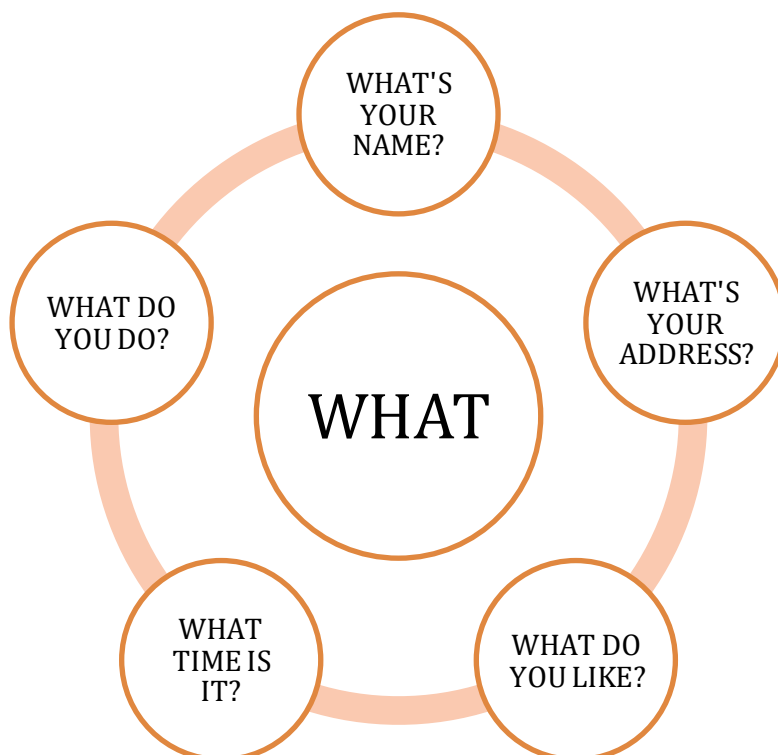 WHAT'S
YOUR
NAME?
WHAT'S
YOUR
ADDRESS?
WHAT DO
YOU LIKE?
WHAT
TIME IS
IT?
WHAT DO
YOU DO?
WHAT